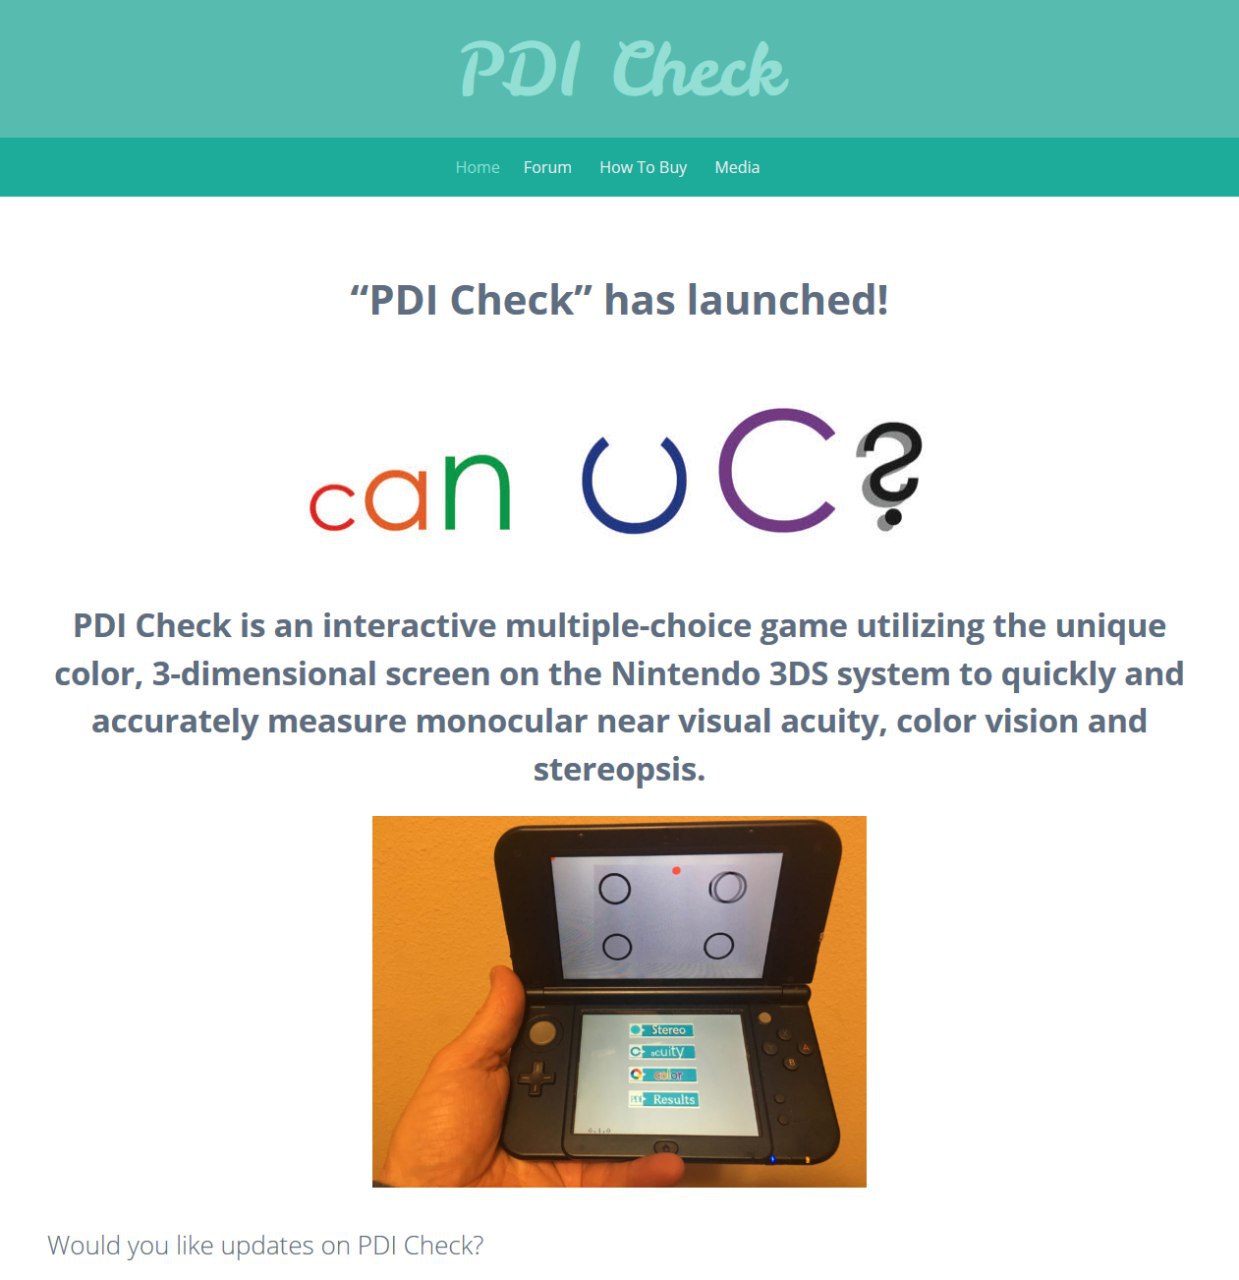 PDI Check
Home Forum How To Buy Media
“PDI Check” has launched!
can UC?
PDI Check is an interactive multiple-choice game utilizing the unique
color, 3-dimensional screen on the Nintendo 3DS system to quickly and
accurately measure monocular near visual acuity, color vision and
stereopsis.
Stereo
acuity
color
PDI Results
Would you like updates on PDI Check?